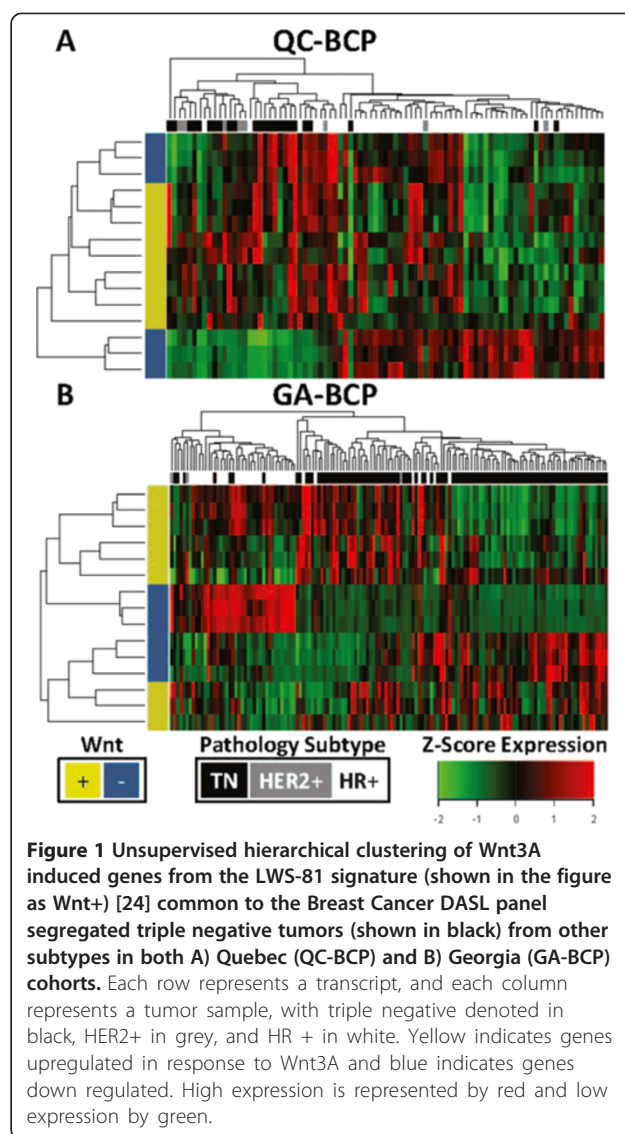 A
QC-BCP
B
GA-BCP
Wnt
+ -
Pathology Subtype
TN HER2+ HR+
Z-Score Expression
-2 -1 0 1 2
Figure 1 Unsupervised hierarchical clustering of Wnt3A
induced genes from the LWS-81 signature (shown in the figure
as Wnt+) [24] common to the Breast Cancer DASL panel
segregated triple negative tumors (shown in black) from other
subtypes in both A) Quebec (QC-BCP) and B) Georgia (GA-BCP)
cohorts. Each row represents a transcript, and each column
represents a tumor sample, with triple negative denoted in
black, HER2+ in grey, and HR + in white. Yellow indicates genes
upregulated in response to Wnt3A and blue indicates genes
down regulated. High expression is represented by red and low
expression by green.